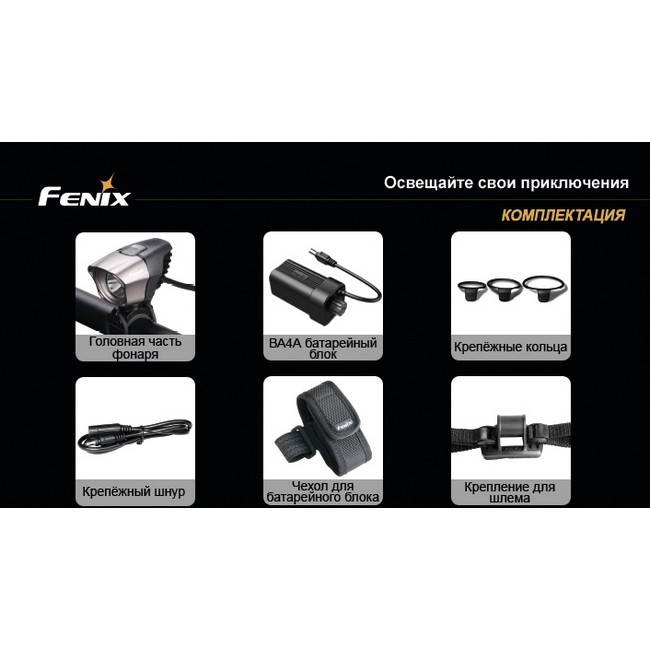 FENIX
Освещайте свои приключения
КОМПЛЕКТАЦИЯ
Головная часть
фонаря
BA4A батарейный
блок
Крепёжные кольца
Крепёжный шнур
FENIX
Чехол для
батарейного блока
Крепление для
шлема